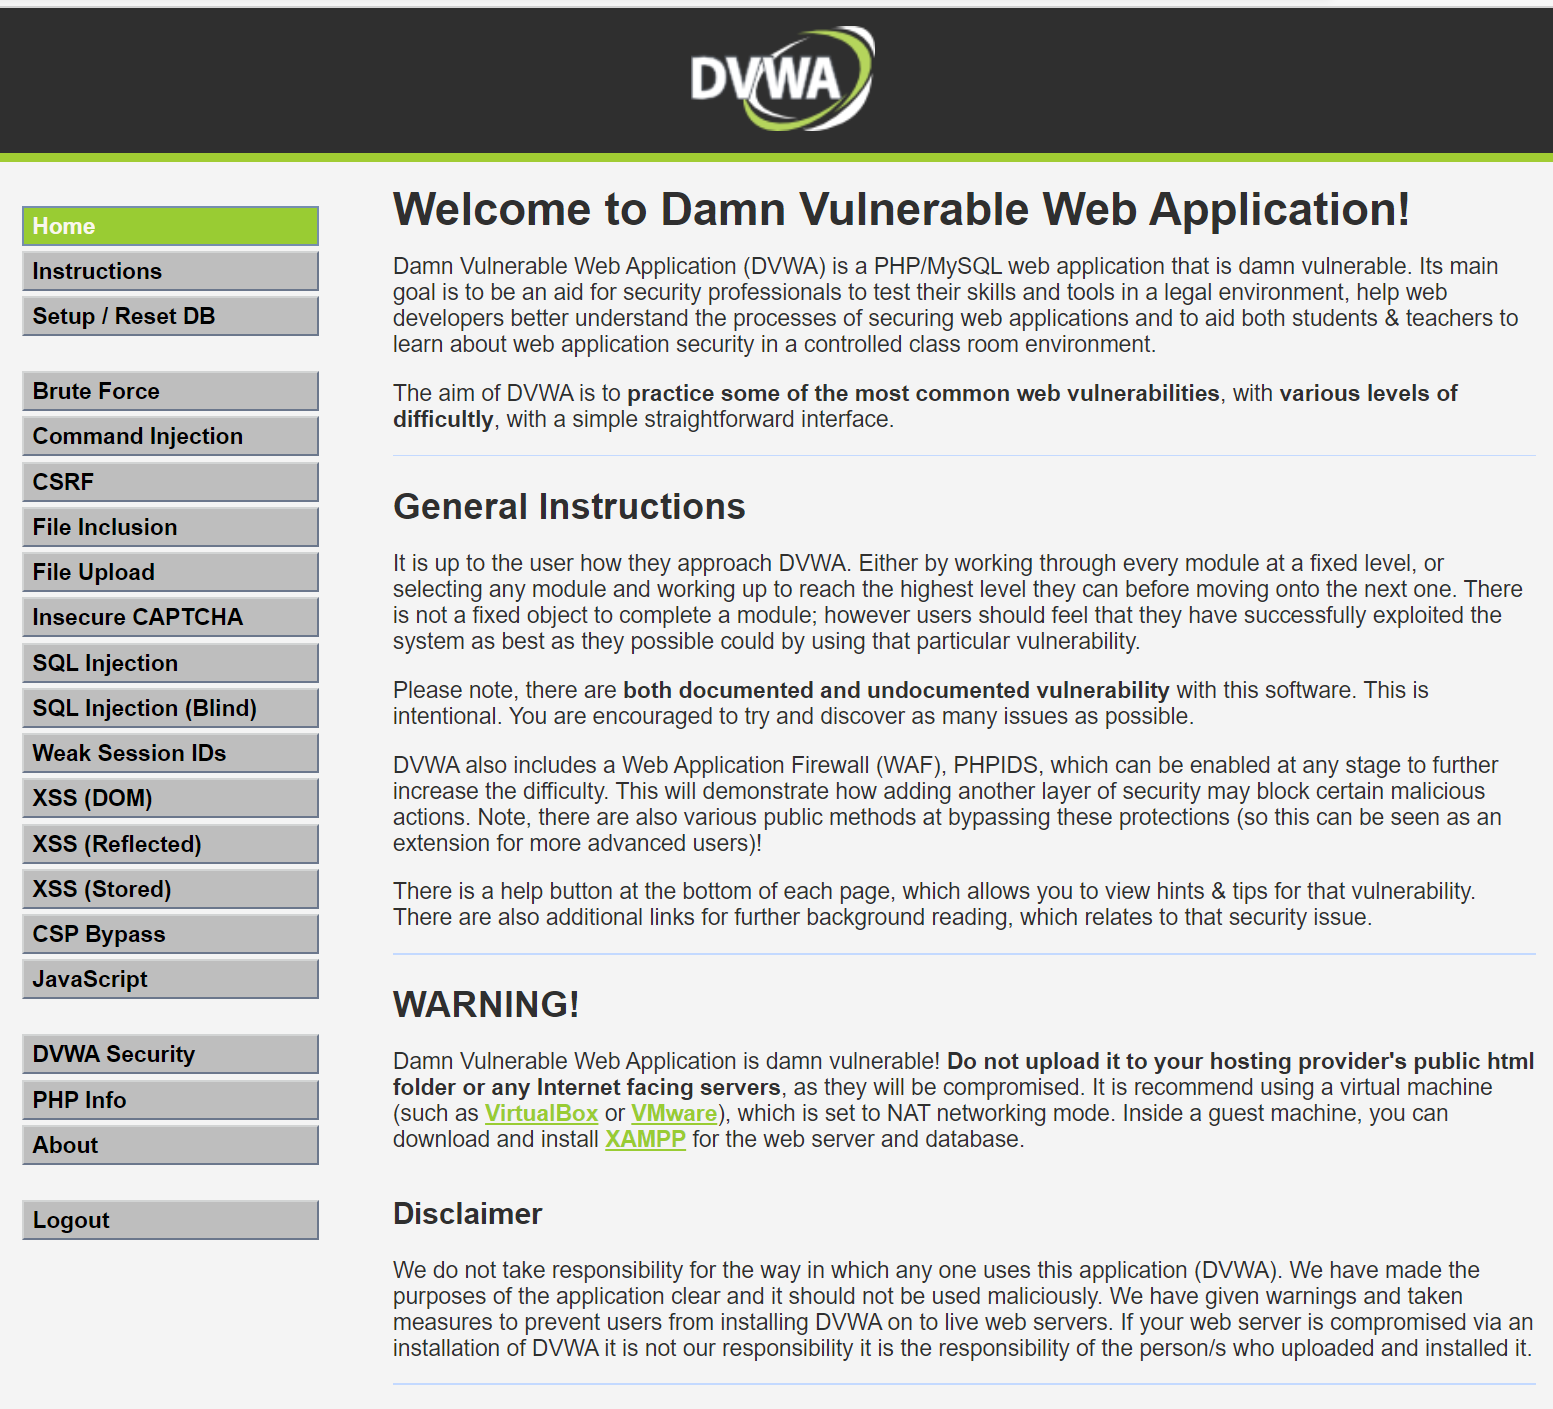 DVWA
Home
Instructions
Setup / Reset DB
Brute Force
Command Injection
CSRF
File Inclusion
File Upload
Insecure CAPTCHA
SQL Injection
SQL Injection (Blind)
Weak Session IDs
XSS (DOM)
XSS (Reflected)
XSS (Stored)
CSP Bypass
JavaScript
DVWA Security
PHP Info
About
Logout
Welcome to Damn Vulnerable Web Application!
Damn Vulnerable Web Application (DVWA) is a PHP/MySQL web application that is damn vulnerable. Its main
goal is to be an aid for security professionals to test their skills and tools in a legal environment, help web
developers better understand the processes of securing web applications and to aid both students & teachers to
learn about web application security in a controlled class room environment.
The aim of DVWA is to practice some of the most common web vulnerabilities, with various levels of
difficultly, with a simple straightforward interface.
General Instructions
It is up to the user how they approach DVWA. Either by working through every module at a fixed level, or
selecting any module and working up to reach the highest level they can before moving onto the next one. There
is not a fixed object to complete a module; however users should feel that they have successfully exploited the
system as best as they possible could by using that particular vulnerability.
Please note, there are both documented and undocumented vulnerability with this software. This is
intentional. You are encouraged to try and discover as many issues as possible.
DVWA also includes a Web Application Firewall (WAF), PHPIDS, which can be enabled at any stage to further
increase the difficulty. This will demonstrate how adding another layer of security may block certain malicious
actions. Note, there are also various public methods at bypassing these protections (so this can be seen as an
extension for more advanced users)!
There is a help button at the bottom of each page, which allows you to view hints & tips for that vulnerability.
There are also additional links for further background reading, which relates to that security issue.
WARNING!
Damn Vulnerable Web Application is damn vulnerable! Do not upload it to your hosting provider's public html
folder or any Internet facing servers, as they will be compromised. It is recommend using a virtual machine
(such as VirtualBox or VMware), which is set to NAT networking mode. Inside a guest machine, you can
download and install XAMPP for the web server and database.
Disclaimer
We do not take responsibility for the way in which any one uses this application (DVWA). We have made the
purposes of the application clear and it should not be used maliciously. We have given warnings and taken
measures to prevent users from installing DVWA on to live web servers. If your web server is compromised via an
installation of DVWA it is not our responsibility it is the responsibility of the person/s who uploaded and installed it.